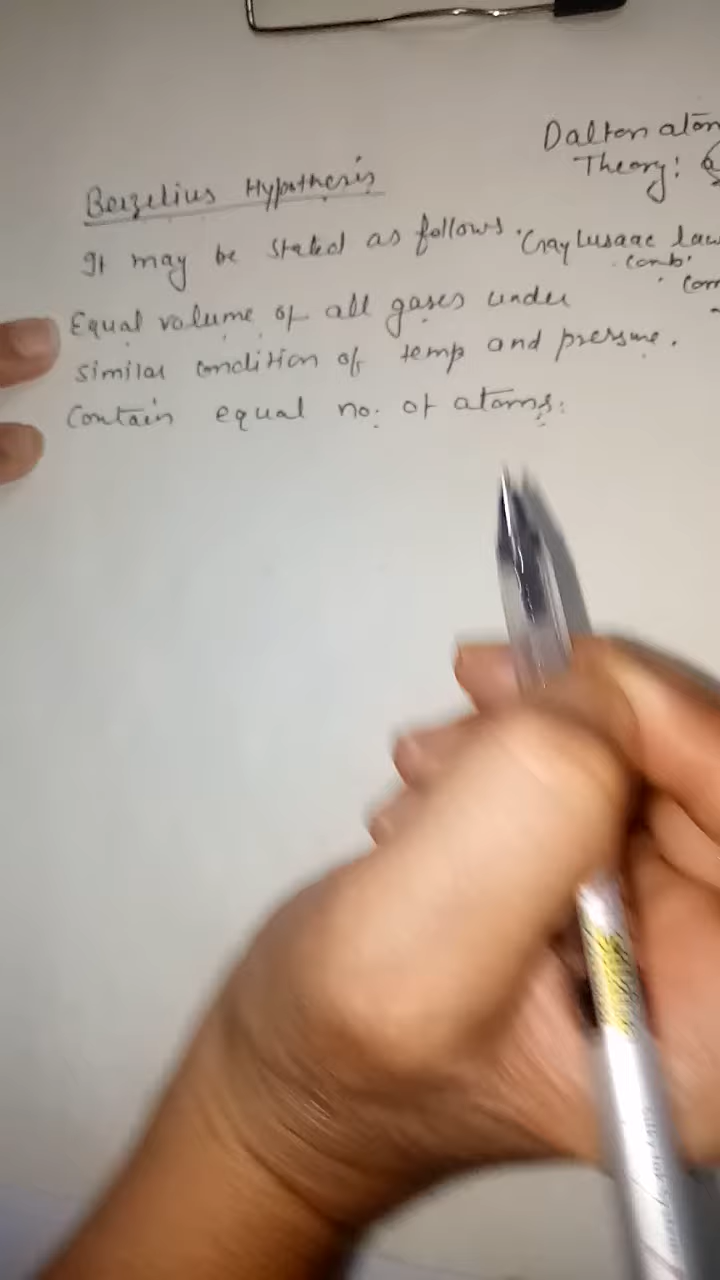 Dalton atom
Theory:
Berzelius Hypothesis
It may be stated as follows.
Gay Lusaac law
comb'
Equal volume of all gases under
similar condition of temp and pressure.
Contain equal no. of atoms.